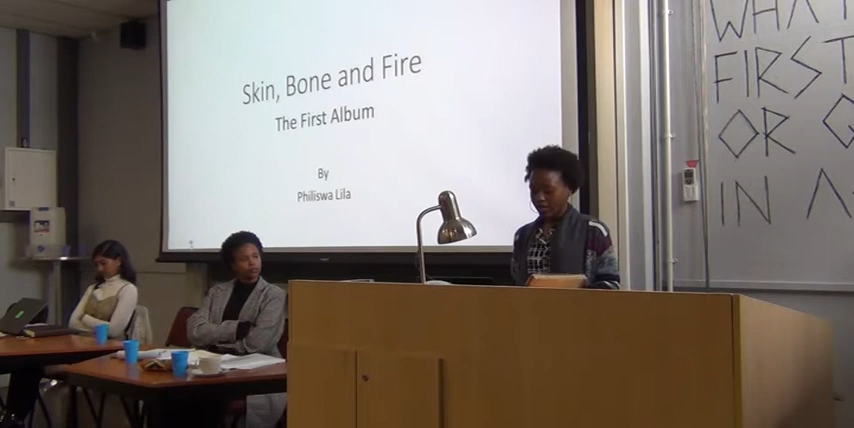 Skin, Bone and Fire
The First Album
By
Philiswa Lila
WHAT
FIRST
OR
IN A